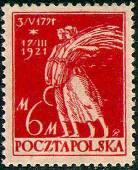 3/V 1791
17/III
1921
M 6 M
POCZTA POLSKA